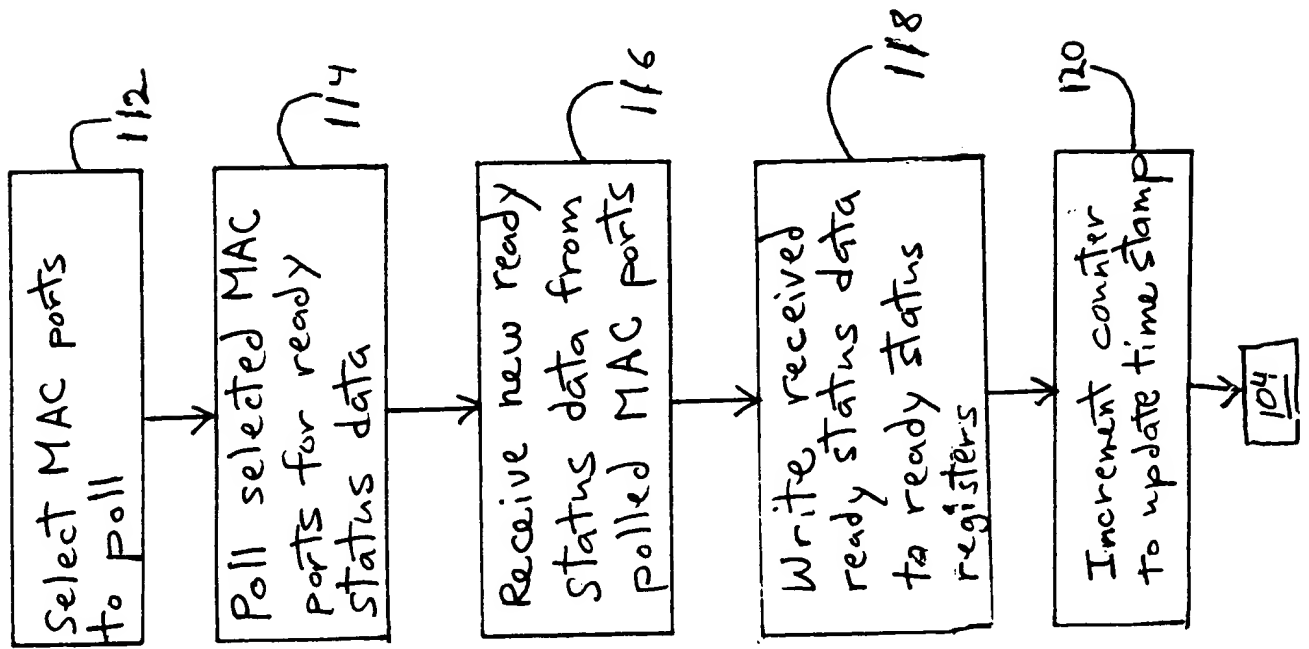 Select MAC ports
to poll
112
Poll selected MAC
ports for ready
status data
114
Receive new ready
status data from
polled MAC ports
116
Write received
ready status data
to ready status
registers
118
Increment counter
to update time stamp
120
104